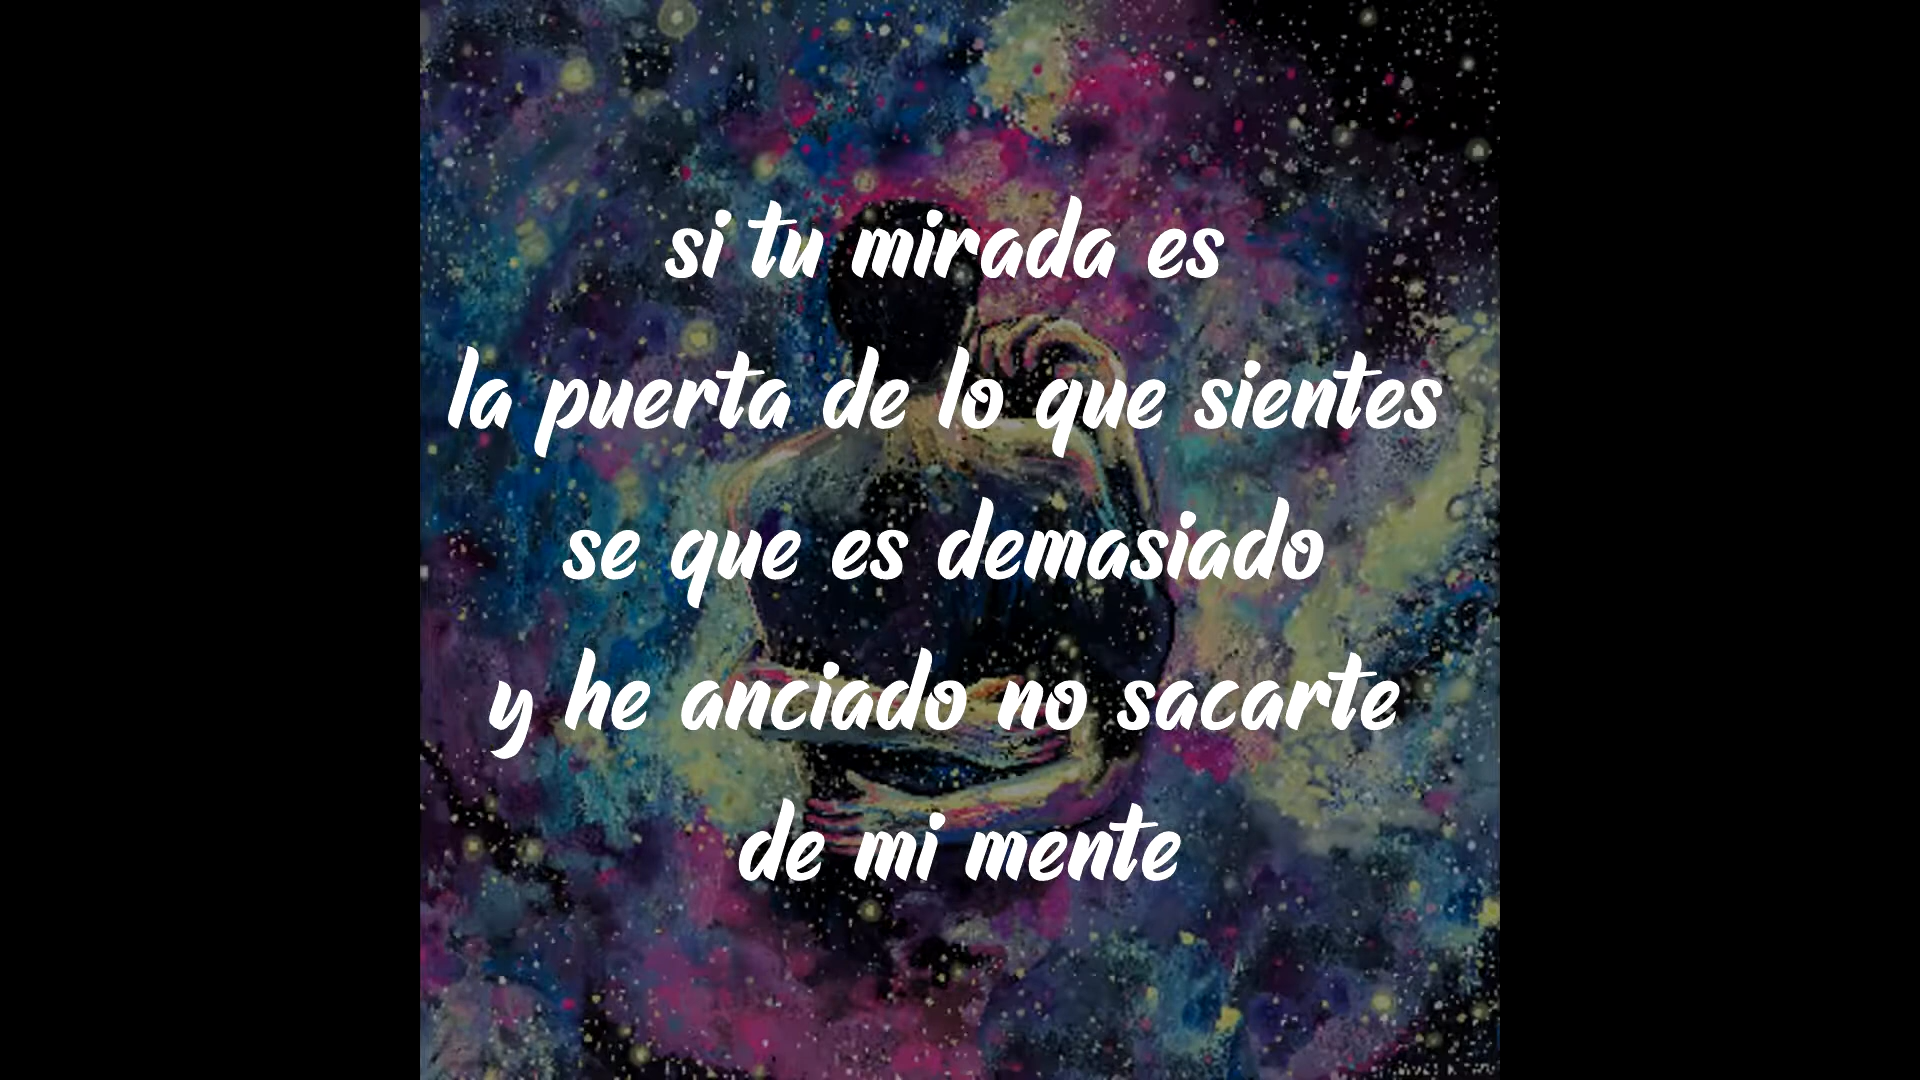 si tu mirada es
la puerta de lo que sientes
se que es demasiado
y he anciado no sacarte
de mi mente